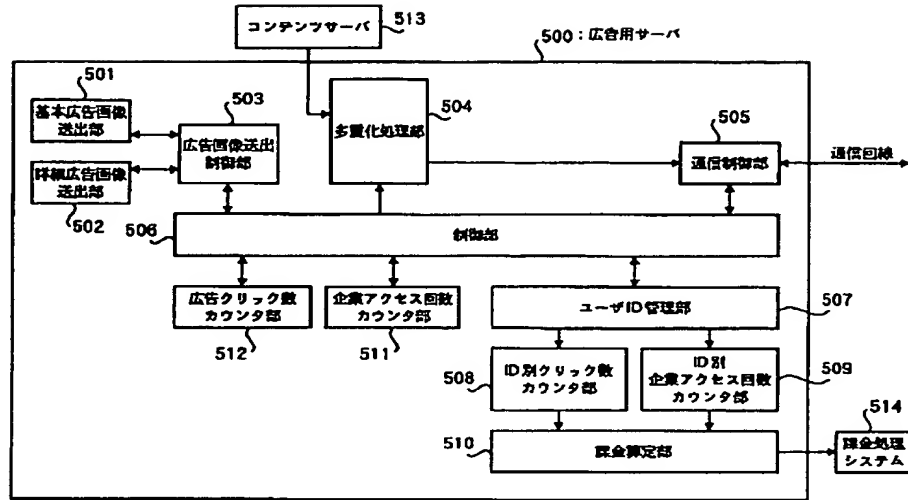 コンテンツサーバ
513
500:広告用サーバ
501
基本広告画像
送出部
503
広告画像送出
制御部
504
多重化処理部
505
通信制御部
通信回線
詳細広告画像
送出部
502
506
制御部
広告クリック数
カウンタ部
512
企業アクセス回数
カウンタ部
511
ユーザID管理部
507
508
ID別クリック数
カウンタ部
ID別
企業アクセス回数
カウンタ部
509
510
課金算定部
514
課金処理
システム